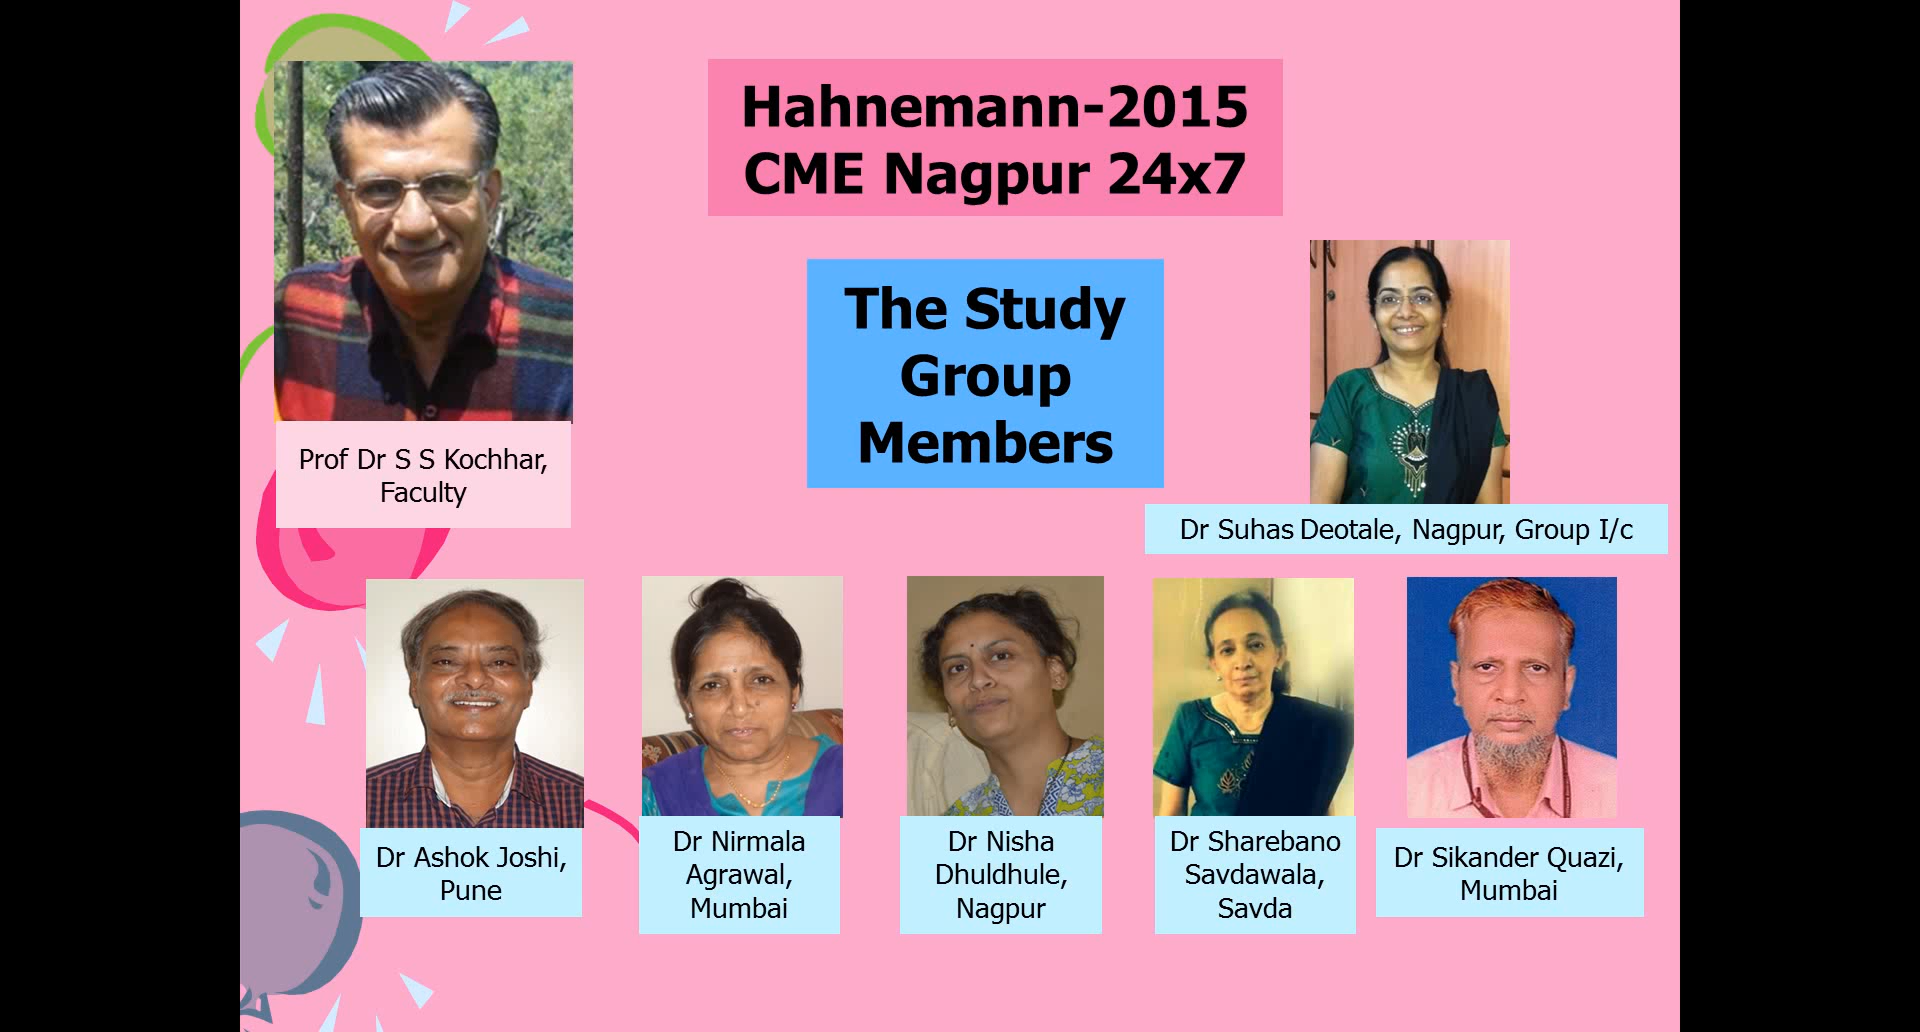 Hahnemann-2015
CME Nagpur 24x7
The Study
Group
Members
Prof Dr S S Kochhar,
Faculty
Dr Suhas Deotale, Nagpur, Group I/c
Dr Ashok Joshi,
Pune
Dr Nirmala
Agrawal,
Mumbai
Dr Nisha
Dhuldhule,
Nagpur
Dr Sharebano
Savdawala,
Savda
Dr Sikander Quazi,
Mumbai